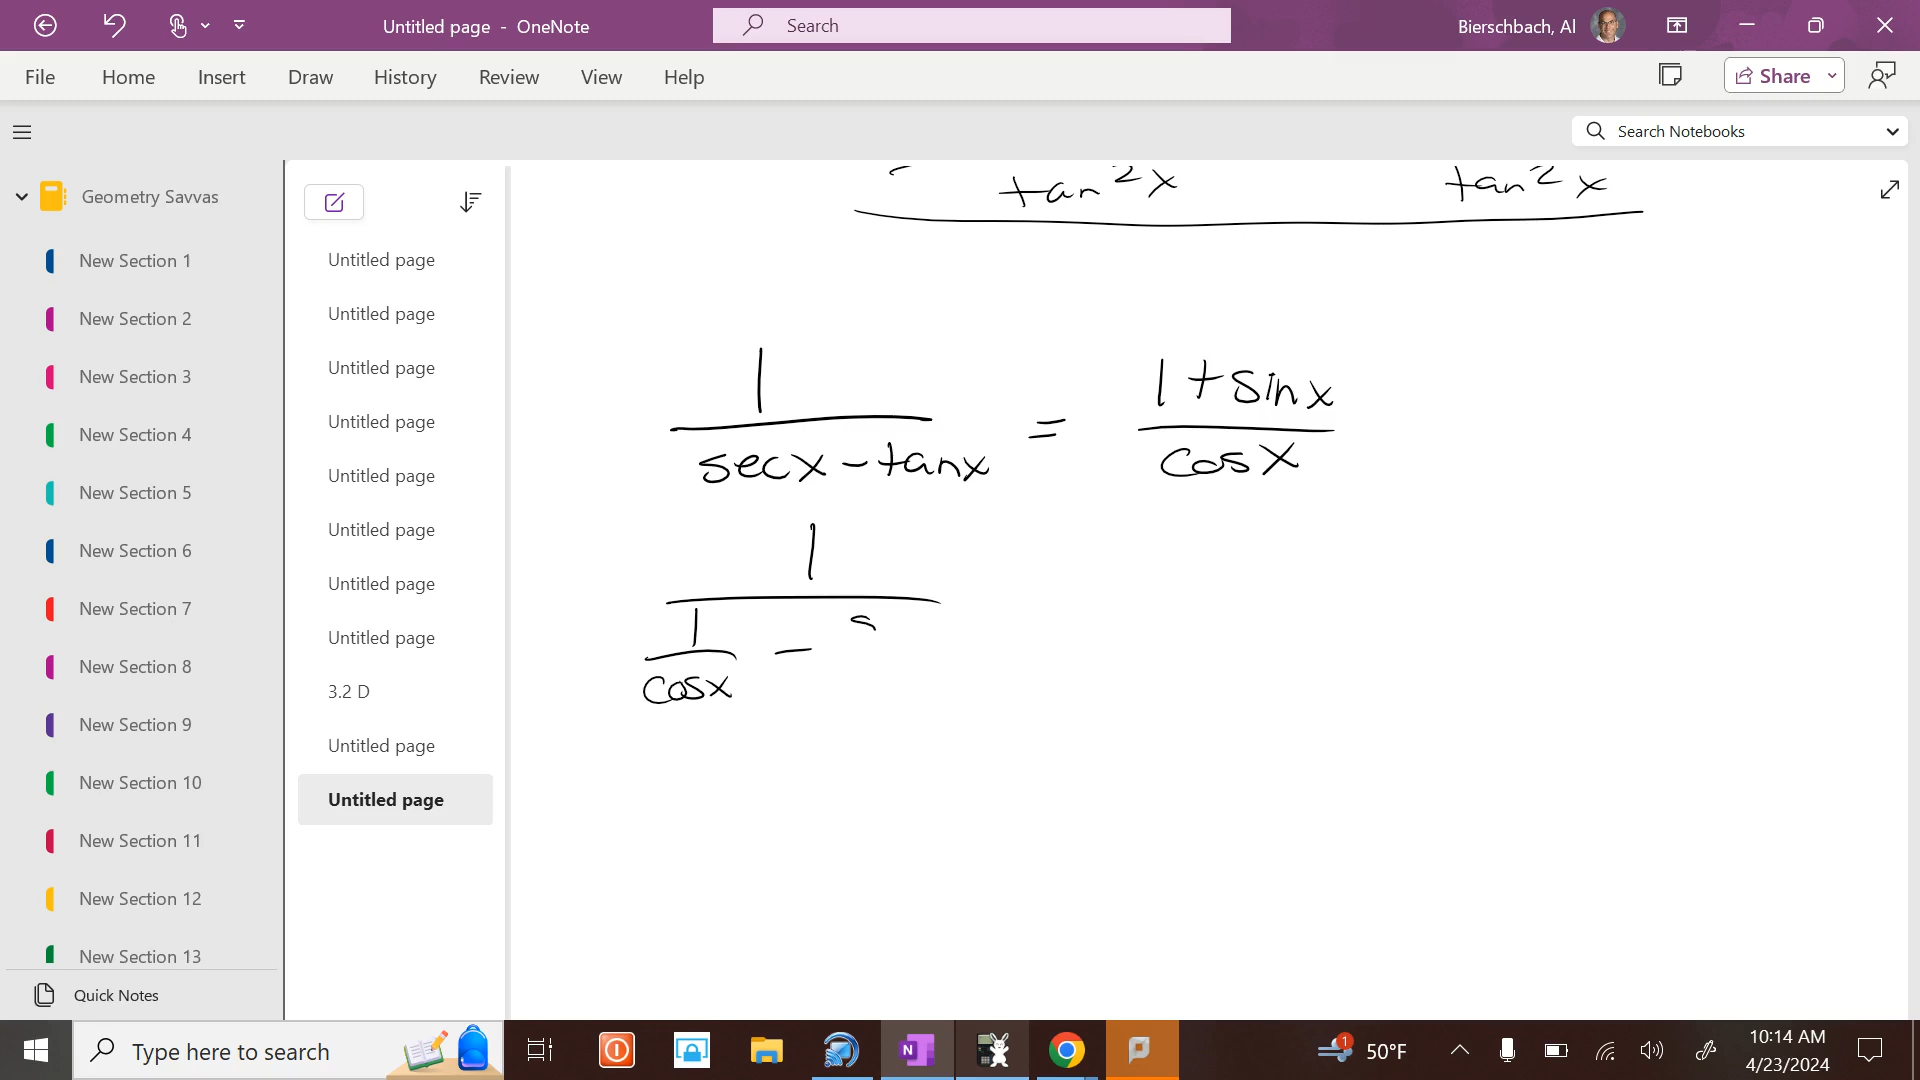 Untitled page - OneNote
Search
Bierschbach, Al
File Home Insert Draw History Review View Help
Share
Search Notebooks
Geometry Savvas
New Section 1
New Section 2
New Section 3
New Section 4
New Section 5
New Section 6
New Section 7
New Section 8
New Section 9
New Section 10
New Section 11
New Section 12
New Section 13
Quick Notes
Untitled page
Untitled page
Untitled page
Untitled page
Untitled page
Untitled page
Untitled page
Untitled page
3.2 D
Untitled page
Untitled page
tan²x tan²x
1 1+sinx
=
secx-tanx cosx
1
1
-
cosx
Type here to search
1
50°F
10:14 AM
4/23/2024